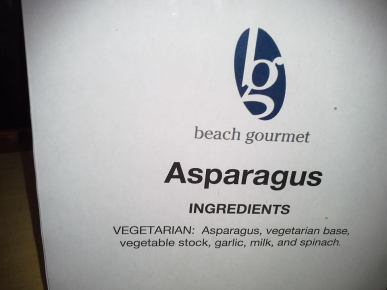 bg
beach gourmet
Asparagus
INGREDIENTS
VEGETARIAN: Asparagus, vegetarian base,
vegetable stock, garlic, milk, and spinach.